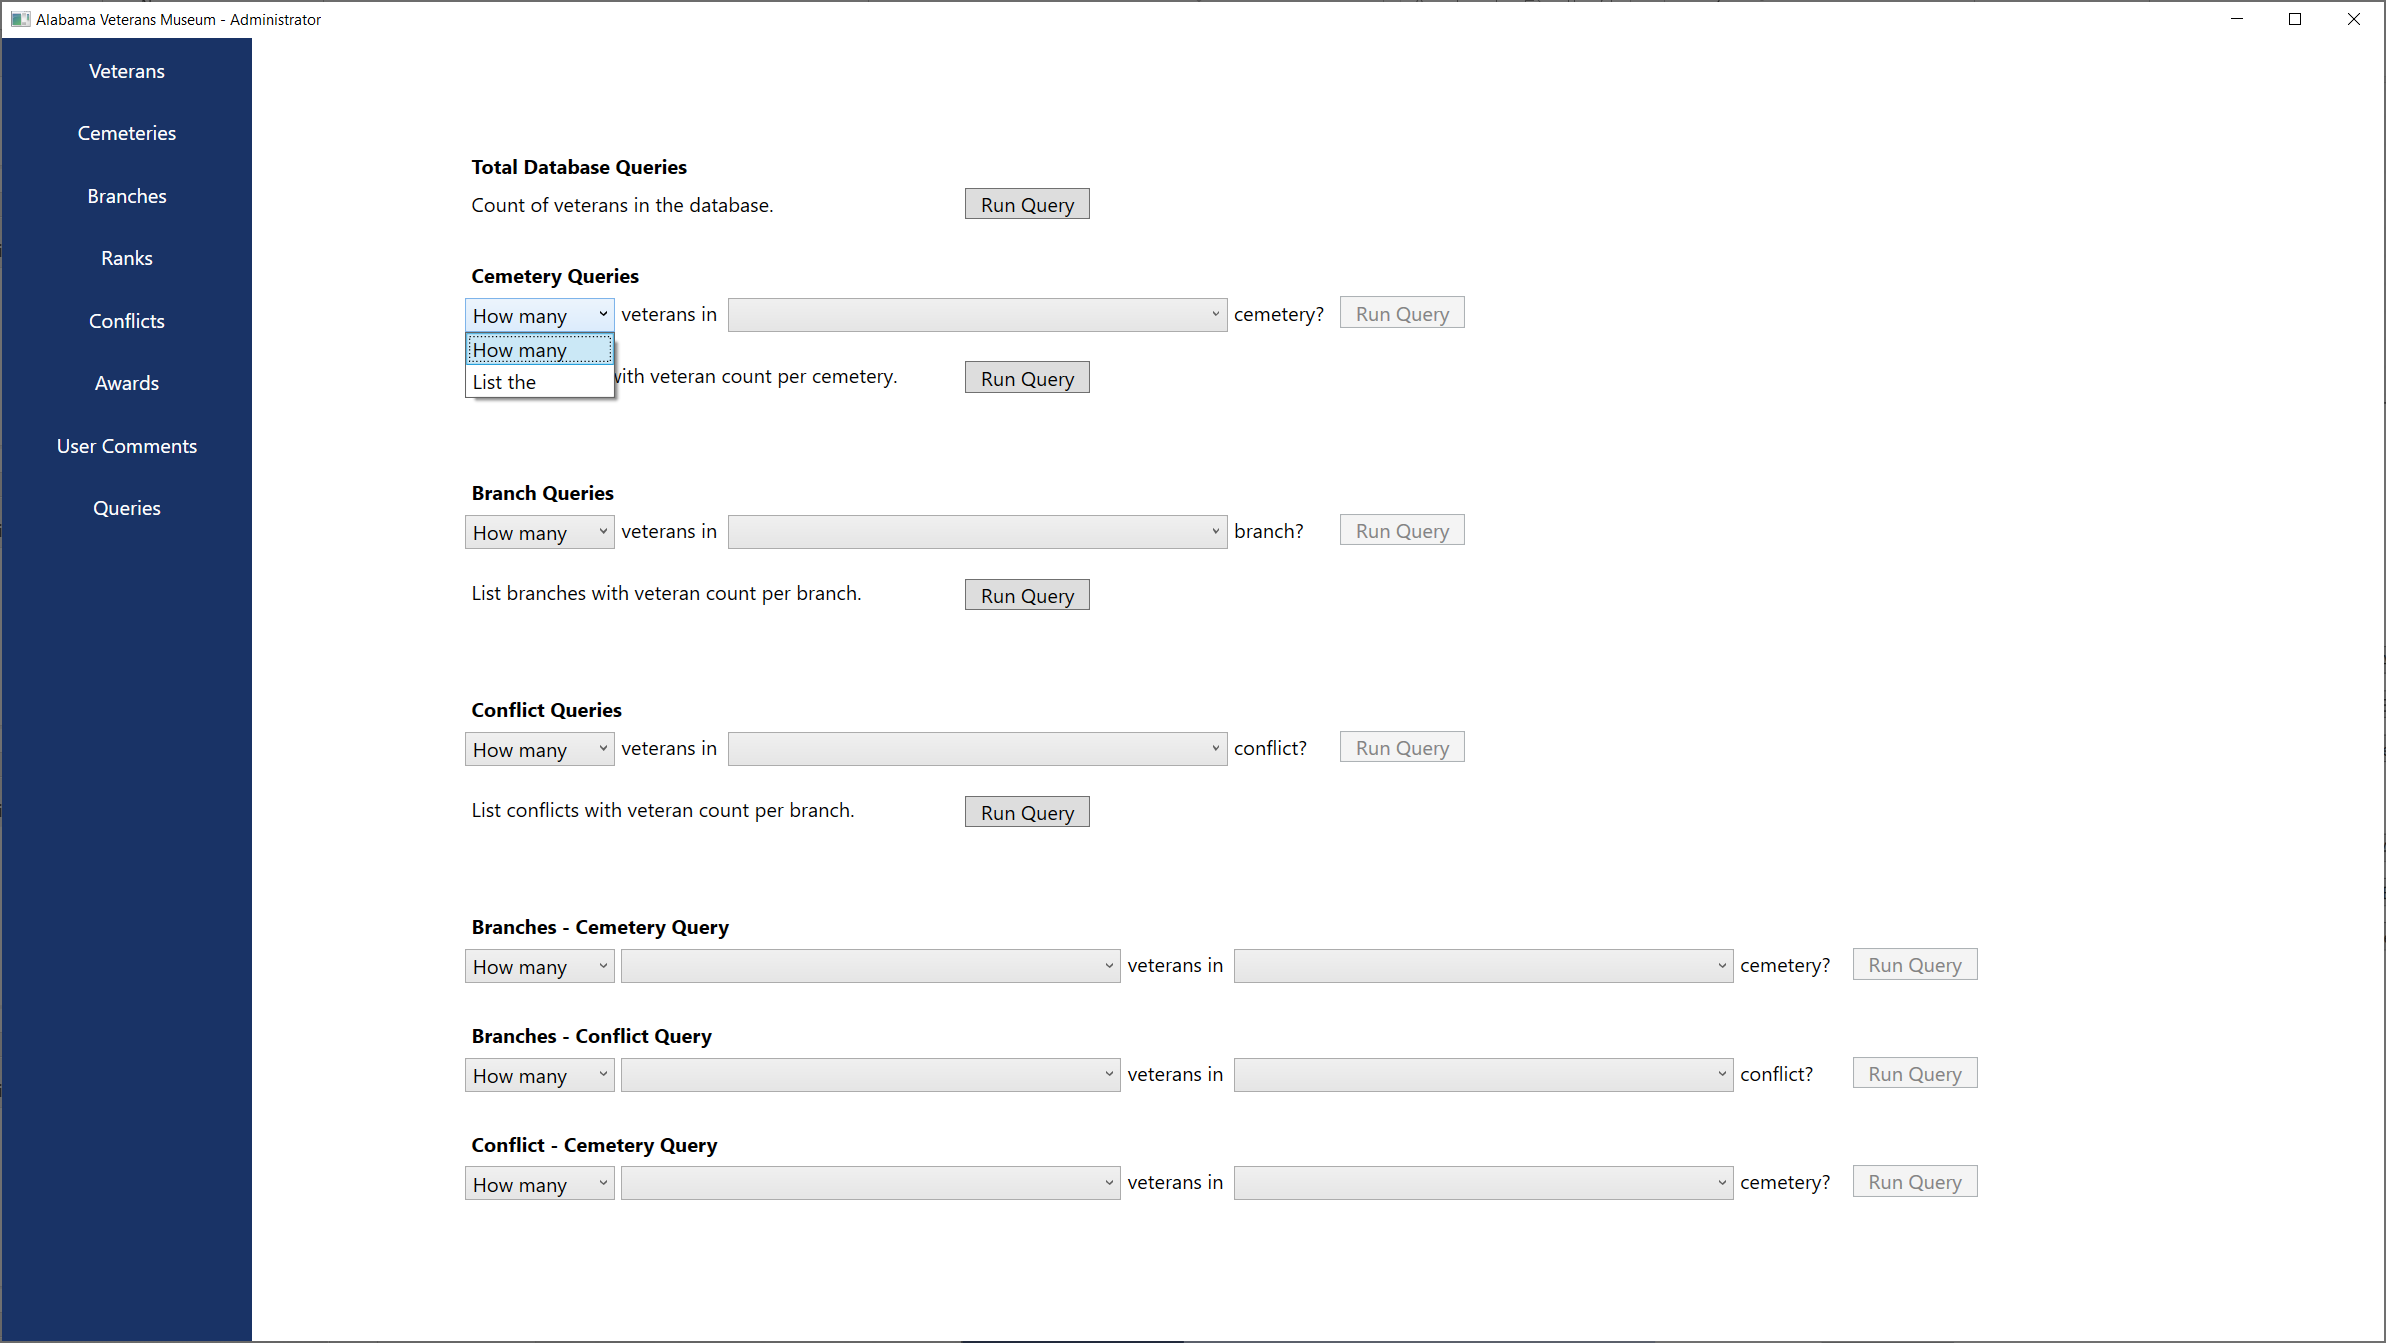 Alabama Veterans Museum - Administrator
Veterans
Cemeteries
Branches
Ranks
Conflicts
Awards
User Comments
Queries
Total Database Queries
Count of veterans in the database. Run Query
Cemetery Queries
How many veterans in cemetery? Run Query
How many
List the
with veteran count per cemetery. Run Query
Branch Queries
How many veterans in branch? Run Query
List branches with veteran count per branch. Run Query
Conflict Queries
How many veterans in conflict? Run Query
List conflicts with veteran count per branch. Run Query
Branches - Cemetery Query
How many veterans in cemetery? Run Query
Branches - Conflict Query
How many veterans in conflict? Run Query
Conflict - Cemetery Query
How many veterans in cemetery? Run Query